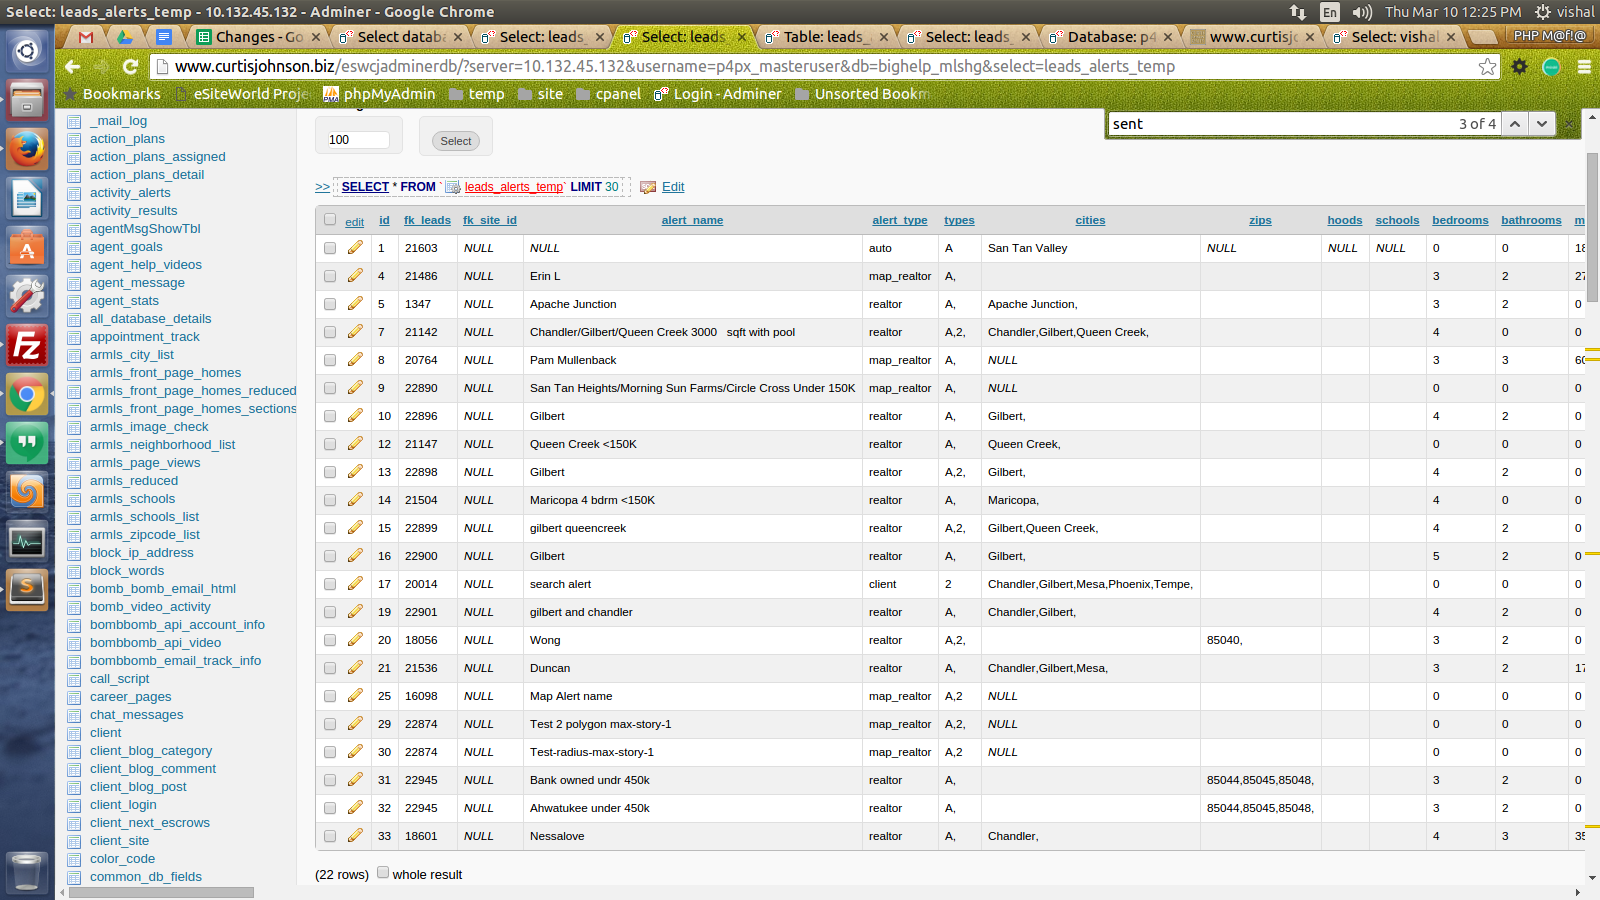 Select: leads_alerts_temp - 10.132.45.132 - Adminer - Google Chrome
En
Thu Mar 10 12:25 PM
vishal
Changes - Go
Select databa
Select: leads_
Select: leads_
Table: leads_
Select: leads_
Database: p4
www.curtisjo
Select: vishal
PHP M@f!@
www.curtisjohnson.biz/eswcjadminerdb/?server=10.132.45.132&username=p4px_masteruser&db=bighelp_mlshg&select=leads_alerts_temp
Bookmarks eSiteWorld Proje phpMyAdmin temp site cpanel Login - Adminer Unsorted Bookm
sent 3 of 4
_mail_log
action_plans
action_plans_assigned
action_plans_detail
activity_alerts
activity_results
agentMsgShowTbl
agent_goals
agent_help_videos
agent_message
agent_stats
all_database_details
appointment_track
armls_city_list
armls_front_page_homes
armls_front_page_homes_reduced
armls_front_page_homes_sections
armls_image_check
armls_neighborhood_list
armls_page_views
armls_reduced
armls_schools
armls_schools_list
armls_zipcode_list
block_ip_address
block_words
bomb_bomb_email_html
bomb_video_activity
bombbomb_api_account_info
bombbomb_api_video
bombbomb_email_track_info
call_script
career_pages
chat_messages
client
client_blog_category
client_blog_comment
client_blog_post
client_login
client_next_escrows
client_site
color_code
common_db_fields
100 Select
>> SELECT * FROM `leads_alerts_temp` LIMIT 30 Edit
edit id fk_leads fk_site_id alert_name alert_type types cities zips hoods schools bedrooms bathrooms m
1 21603 NULL NULL auto A San Tan Valley NULL NULL NULL 0 0 18
4 21486 NULL Erin L map_realtor A, 3 2 27
5 1347 NULL Apache Junction realtor A, Apache Junction, 3 2 0
7 21142 NULL Chandler/Gilbert/Queen Creek 3000 sqft with pool realtor A,2, Chandler,Gilbert,Queen Creek, 4 0 0
8 20764 NULL Pam Mullenback map_realtor A, NULL 3 3 60
9 22890 NULL San Tan Heights/Morning Sun Farms/Circle Cross Under 150K map_realtor A, NULL 0 0 0
10 22896 NULL Gilbert realtor A, Gilbert, 4 2 0
12 21147 NULL Queen Creek <150K realtor A, Queen Creek, 0 0 0
13 22898 NULL Gilbert realtor A,2, Gilbert, 4 2 0
14 21504 NULL Maricopa 4 bdrm <150K realtor A, Maricopa, 4 0 0
15 22899 NULL gilbert queencreek realtor A,2, Gilbert,Queen Creek, 4 2 0
16 22900 NULL Gilbert realtor A, Gilbert, 5 2 0
17 20014 NULL search alert client 2 Chandler,Gilbert,Mesa,Phoenix,Tempe, 0 0 0
19 22901 NULL gilbert and chandler realtor A, Chandler,Gilbert, 4 2 0
20 18056 NULL Wong realtor A,2, 85040, 3 2 0
21 21536 NULL Duncan realtor A, Chandler,Gilbert,Mesa, 3 2 17
25 16098 NULL Map Alert name map_realtor A,2 NULL 0 0 0
29 22874 NULL Test 2 polygon max-story-1 map_realtor A,2, NULL 0 0 0
30 22874 NULL Test-radius-max-story-1 map_realtor A,2 NULL 0 0 0
31 22945 NULL Bank owned undr 450k realtor A, 85044,85045,85048, 3 2 0
32 22945 NULL Ahwatukee under 450k realtor A, 85044,85045,85048, 3 2 0
33 18601 NULL Nessalove realtor A, Chandler, 4 3 35
(22 rows) whole result